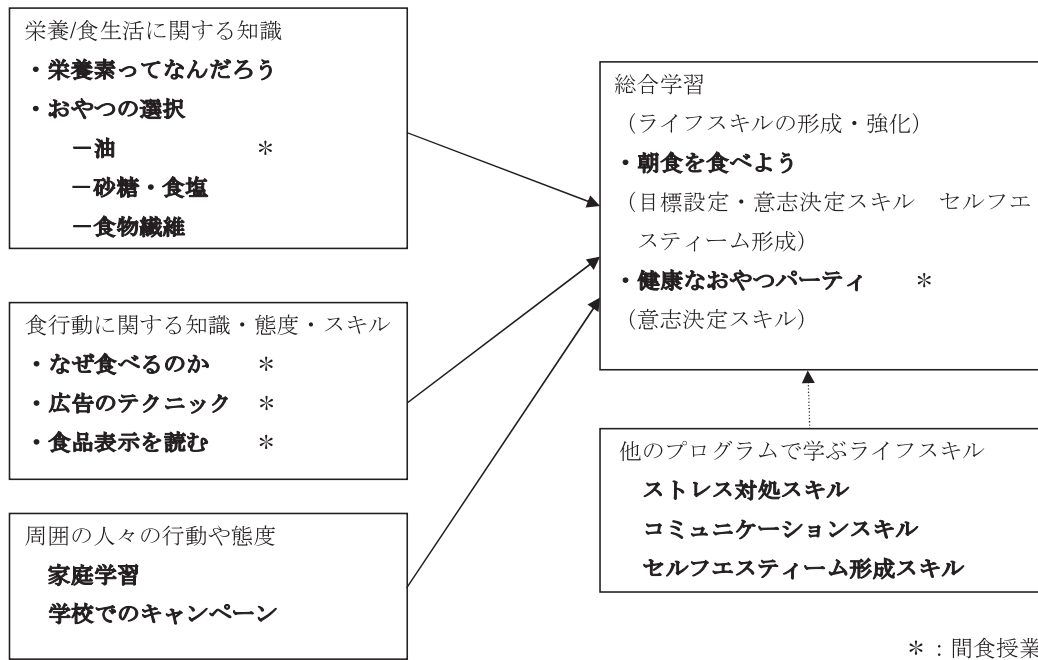 栄養/食生活に関する知識
・栄養素ってなんだろう
・おやつの選択
－油　＊
－砂糖・食塩
－食物繊維
食行動に関する知識・態度・スキル
・なぜ食べるのか　＊
・広告のテクニック　＊
・食品表示を読む　＊
周囲の人々の行動や態度
家庭学習
学校でのキャンペーン
総合学習
（ライフスキルの形成・強化）
・朝食を食べよう
（目標設定・意志決定スキル　セルフエ
スティーム形成）
・健康なおやつパーティ　＊
（意志決定スキル）
他のプログラムで学ぶライフスキル
ストレス対処スキル
コミュニケーションスキル
セルフエスティーム形成スキル
＊：間食授業